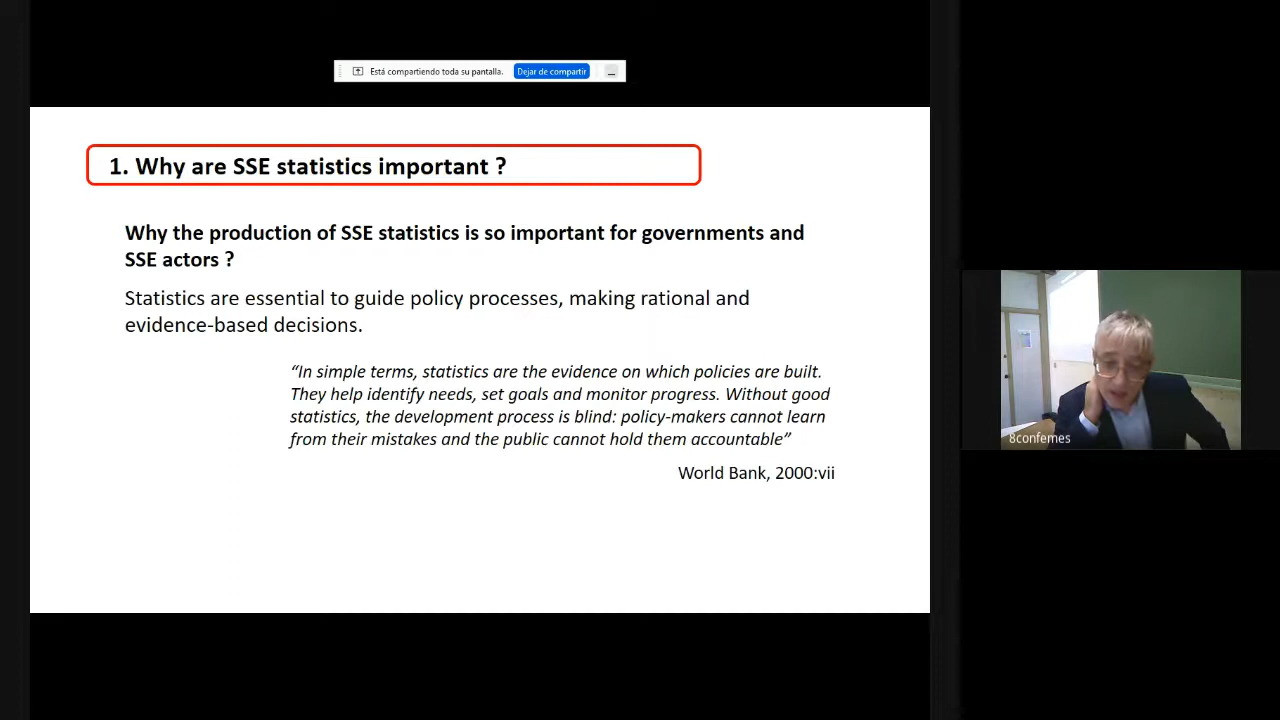 Está compartiendo toda su pantalla. Dejar de compartir
1. Why are SSE statistics important ?
Why the production of SSE statistics is so important for governments and
SSE actors ?
Statistics are essential to guide policy processes, making rational and
evidence-based decisions.
“In simple terms, statistics are the evidence on which policies are built.
They help identify needs, set goals and monitor progress. Without good
statistics, the development process is blind: policy-makers cannot learn
from their mistakes and the public cannot hold them accountable”
World Bank, 2000:vii
8confemes